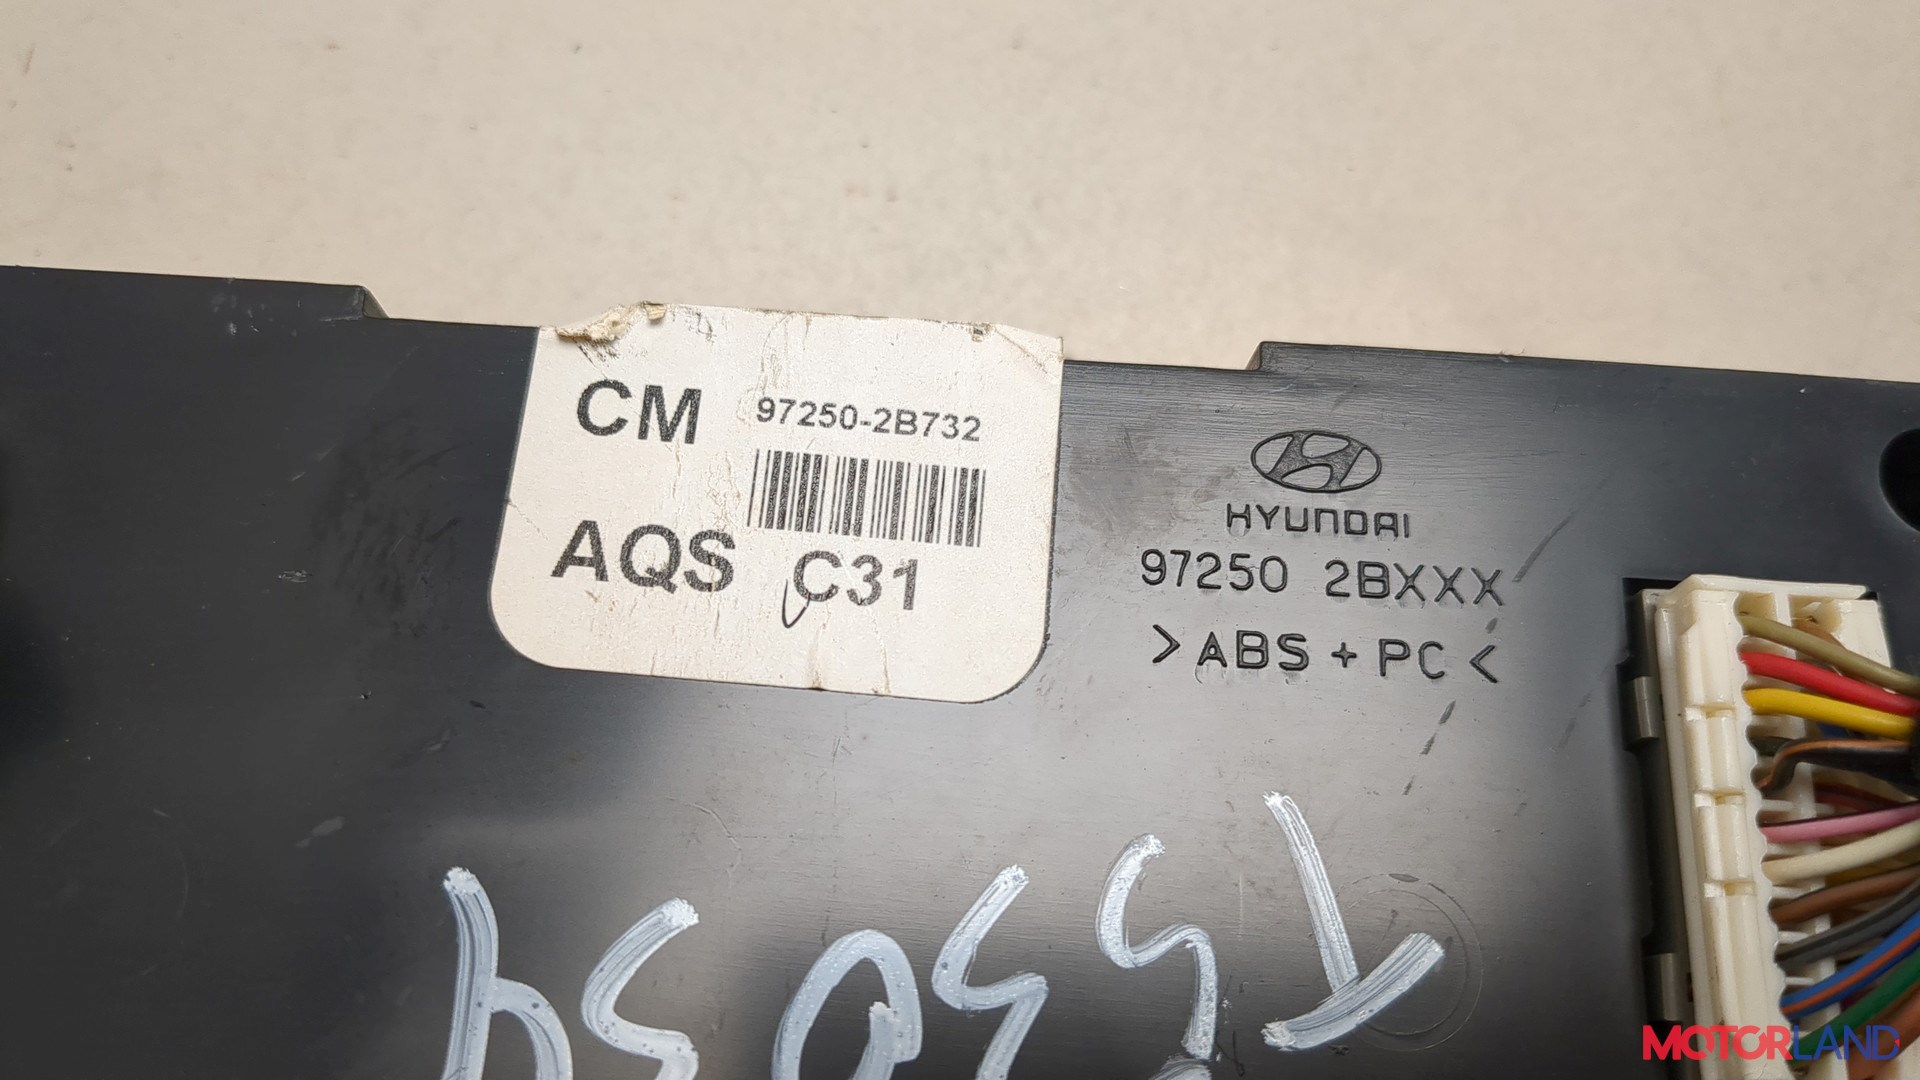 CM 97250-2B732
AQS C31
HYUNDAI
97250 2BXXX
>ABS + PC<
MOTORLAND